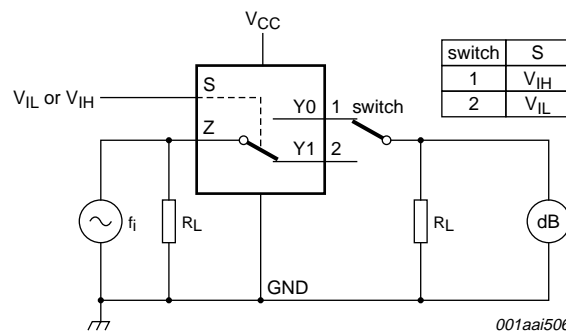 VCC
switch S
1 VIH
2 VIL
VIL or VIH
S
Y0 1 switch
Z
Y1 2
fi
RL
RL
dB
GND
001aai506